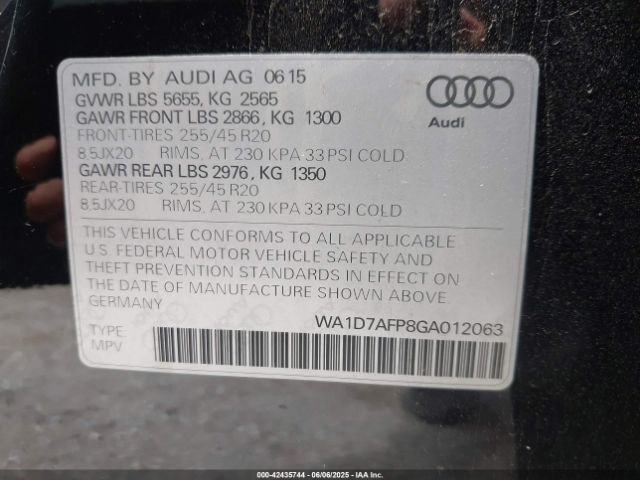 MFD. BY AUDI AG 06 15
GVWR LBS 5655, KG 2565
GAWR FRONT LBS 2866, KG 1300
FRONT-TIRES 255/45 R20
8,5JX20 RIMS, AT 230 KPA 33 PSI COLD
GAWR REAR LBS 2976, KG 1350
REAR-TIRES 255/45 R20
8,5JX20 RIMS, AT 230 KPA 33 PSI COLD
Audi
THIS VEHICLE CONFORMS TO ALL APPLICABLE
U.S. FEDERAL MOTOR VEHICLE SAFETY AND
THEFT PREVENTION STANDARDS IN EFFECT ON
THE DATE OF MANUFACTURE SHOWN ABOVE
GERMANY
WA1D7AFP8GA012063
TYPE
MPV
000-42435744 - 06/06/2025 - IAA Inc.